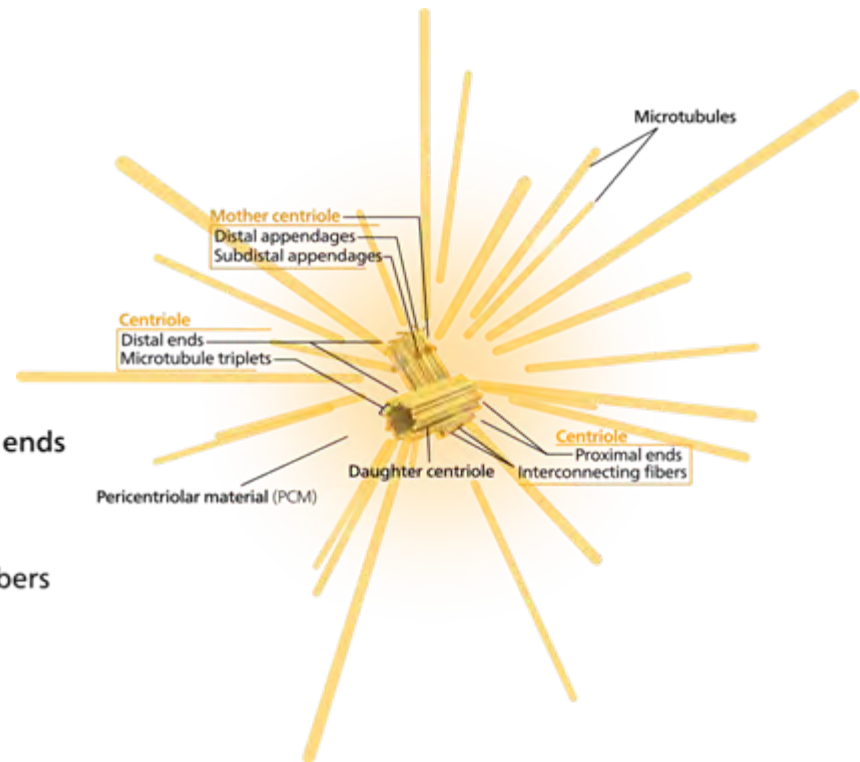 Microtubules
Mother centriole
Distal appendages
Subdistal appendages
Centriole
Distal ends
Microtubule triplets
ends
Centriole
Proximal ends
Daughter centriole
Interconnecting fibers
Pericentriolar material (PCM)